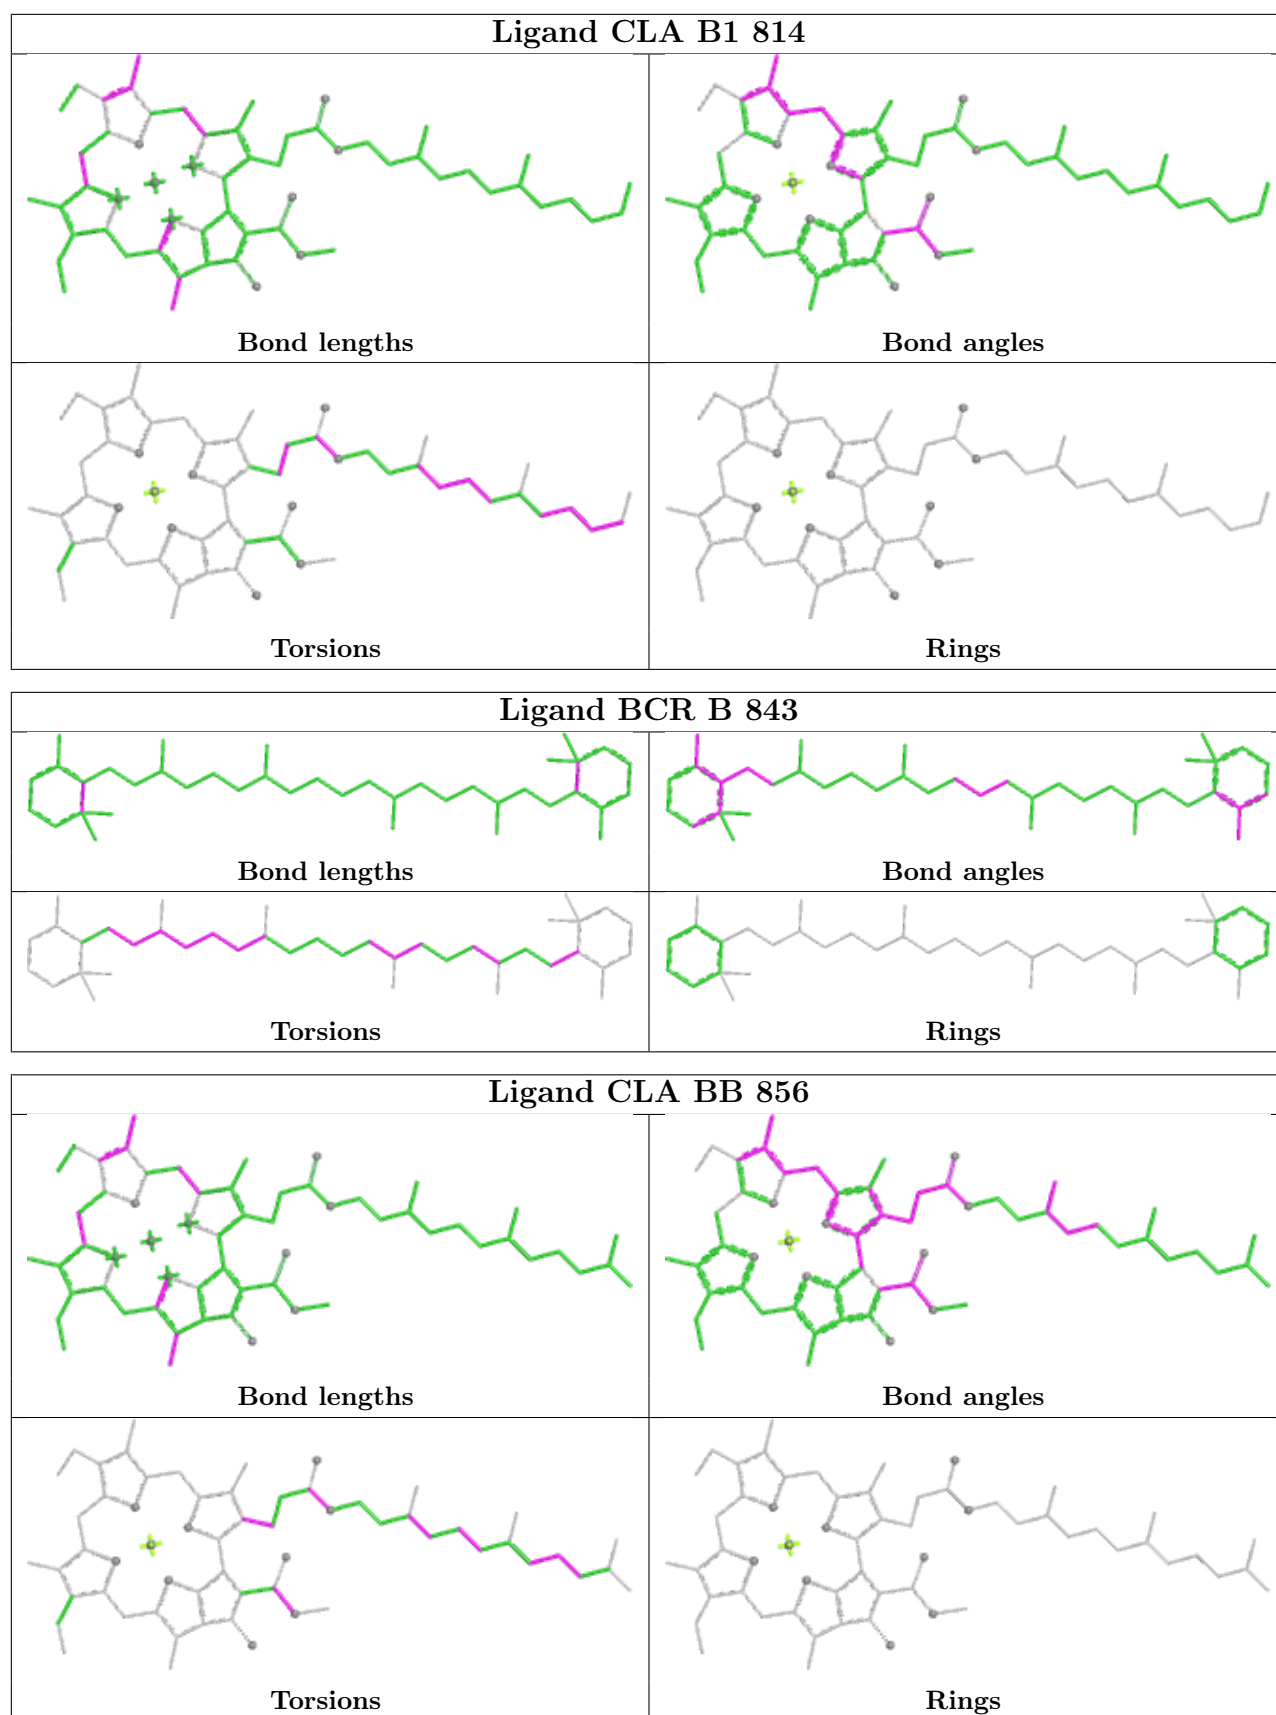 Ligand CLA B1 814
Bond lengths
Bond angles
Torsions
Rings
Ligand BCR B 843
Bond lengths
Bond angles
Torsions
Rings
Ligand CLA BB 856
Bond lengths
Bond angles
Torsions
Rings